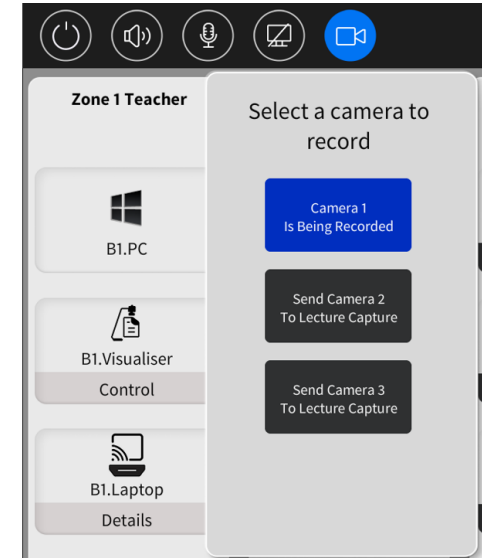 Zone 1 Teacher
B1.PC
B1.Visualiser
Control
B1.Laptop
Details
Select a camera to
record
Camera 1
Is Being Recorded
Send Camera 2
To Lecture Capture
Send Camera 3
To Lecture Capture